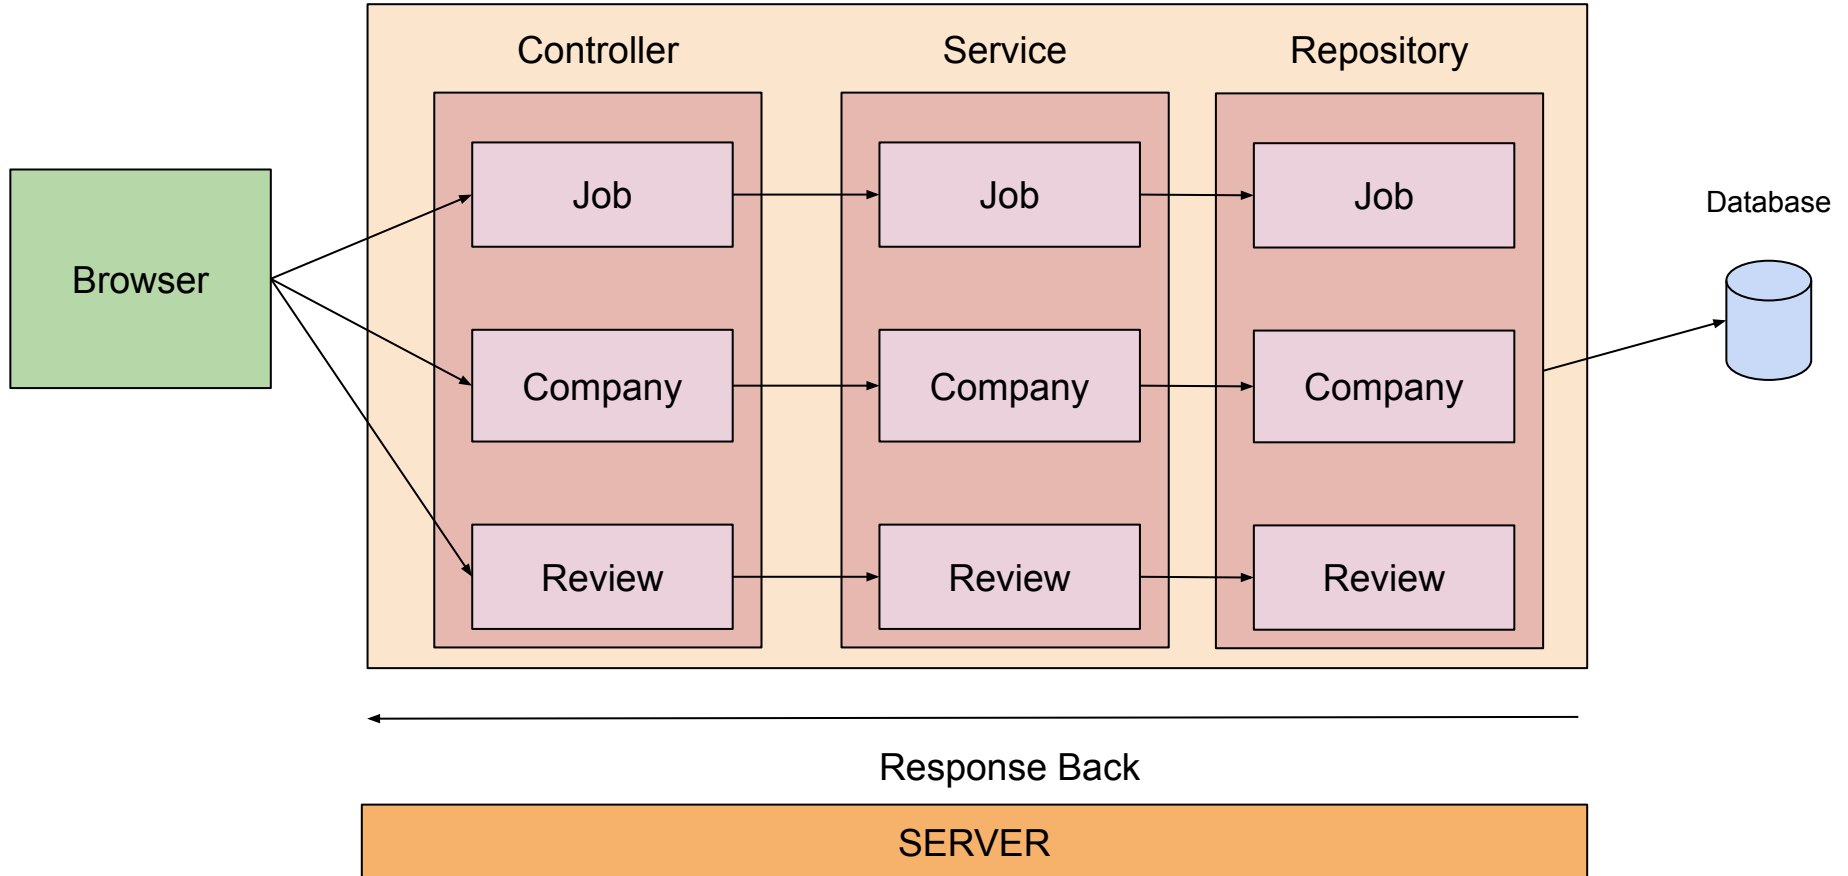 Controller
Service
Repository
Browser
Job
Job
Job
Database
Company
Company
Company
Review
Review
Review
Response Back
SERVER